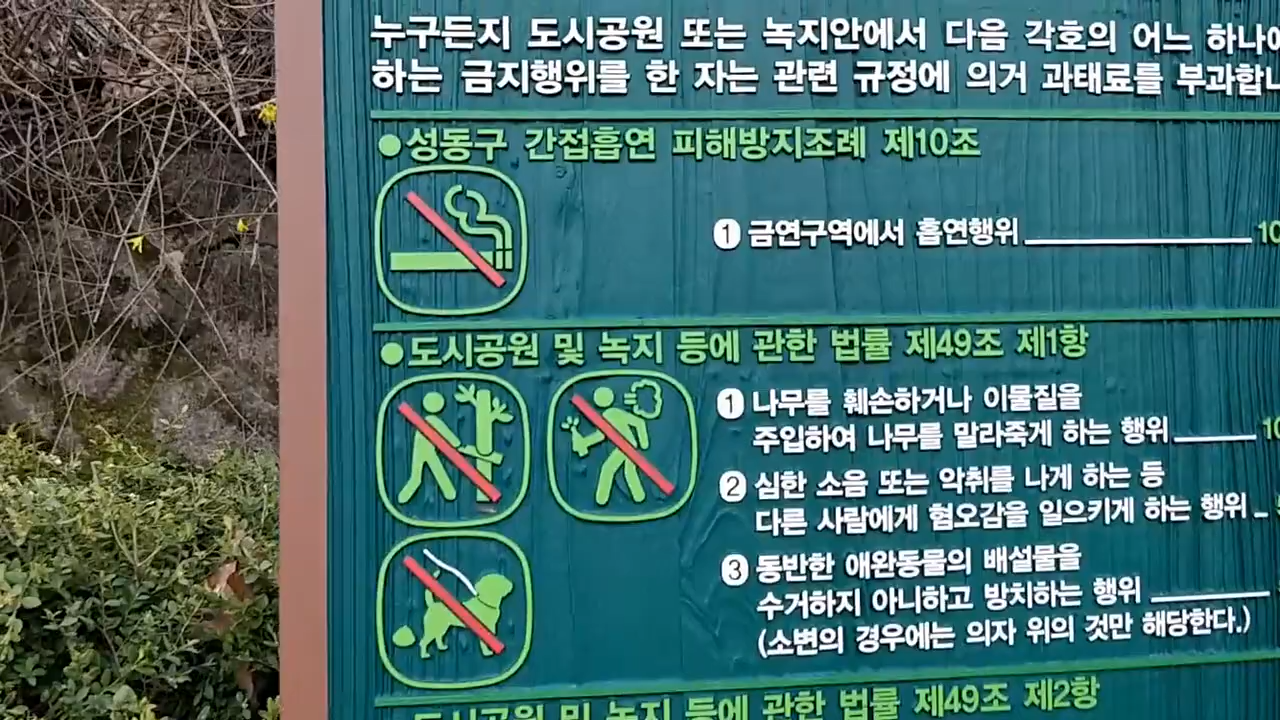 누구든지 도시공원 또는 녹지안에서 다음 각호의 어느 하나에
하는 금지행위를 한 자는 관련 규정에 의거 과태료를 부과합니
●성동구 간접흡연 피해방지조례 제10조
① 금연구역에서 흡연행위 10
●도시공원 및 녹지 등에 관한 법률 제49조 제1항
① 나무를 훼손하거나 이물질을
주입하여 나무를 말라죽게 하는 행위 10
② 심한 소음 또는 악취를 나게 하는 등
다른 사람에게 혐오감을 일으키게 하는 행위
③ 동반한 애완동물의 배설물을
수거하지 아니하고 방치하는 행위
(소변의 경우에는 의자 위의 것만 해당한다.)
도시공원 및 녹지 등에 관한 법률 제49조 제2항